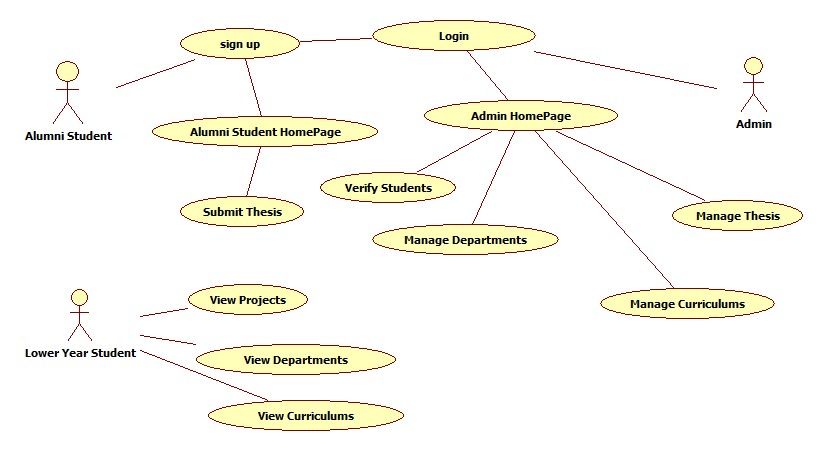 sign up
Login
Alumni Student
Admin
Alumni Student HomePage
Admin HomePage
Verify Students
Submit Thesis
Manage Thesis
Manage Departments
View Projects
Manage Curriculums
Lower Year Student
View Departments
View Curriculums